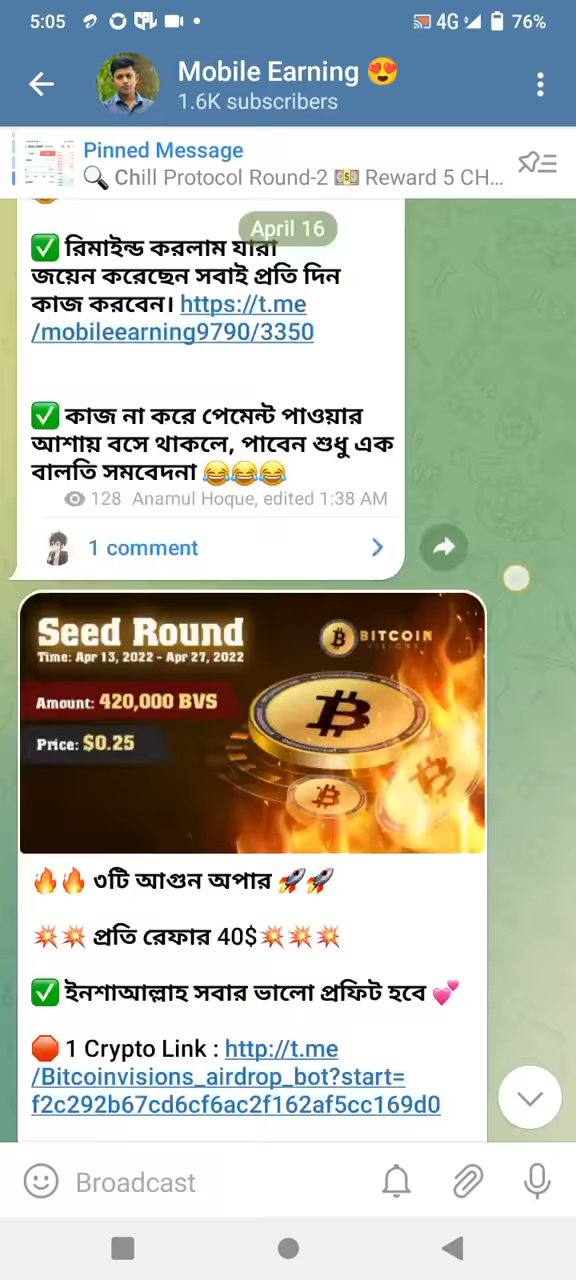 5:05
4G
76%
Mobile Earning 😍
1.6K subscribers
Pinned Message
🔍 Chill Protocol Round-2 💵 Reward 5 CH...
April 16
✅ রিমাইন্ড করলাম যারা
জয়েন করেছেন সবাই প্রতি দিন
কাজ করবেন। https://t.me
/mobileearning9790/3350
✅ কাজ না করে পেমেন্ট পাওয়ার
আশায় বসে থাকলে, পাবেন শুধু এক
বালতি সমবেদনা 😂😂😂
128 Anamul Hoque, edited 1:38 AM
1 comment
Seed Round
Time: Apr 13, 2022 - Apr 27, 2022
BITCOIN
VISIONS
Amount: 420,000 BVS
Price: $0.25
🔥🔥 ৩টি আগুন অপার 🚀🚀
💥💥 প্রতি রেফার 40$💥💥💥
✅ ইনশাআল্লাহ সবার ভালো প্রফিট হবে 💕
🛑 1 Crypto Link : http://t.me
/Bitcoinvisions_airdrop_bot?start=
f2c292b67cd6cf6ac2f162af5cc169d0
Broadcast